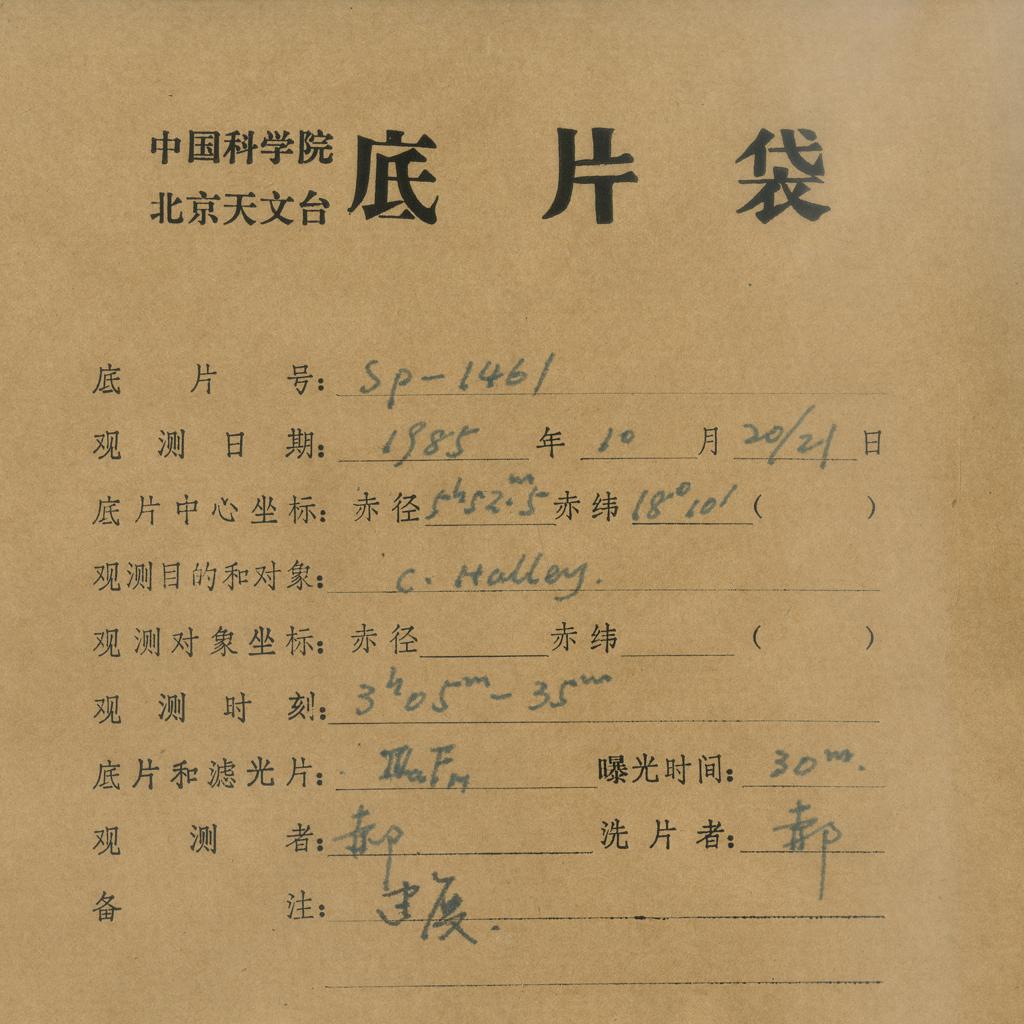 中国科学院
北京天文台
底片袋
底片号: Sp-1461
观测日期: 1985 年 10 月 20/21 日
底片中心坐标: 赤径 5h52.m5 赤纬 18°10' ( )
观测目的和对象: C. Halley.
观测对象坐标: 赤径 赤纬 ( )
观测时刻: 3h05m-35m
底片和滤光片: IIIaF 曝光时间: 30m.
观测者: 郝 洗片者: 郝
备注: